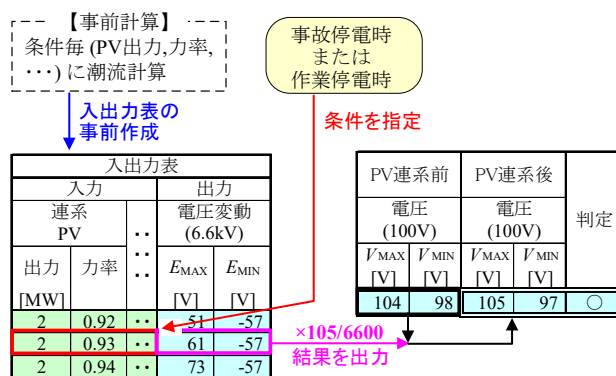 【事前計算】
条件毎 (PV出力,力率,
･･･) に潮流計算
事故停電時
または
作業停電時
入出力表の
事前作成
条件を指定
入出力表
入力 出力
連系
PV
‥
‥
電圧変動
(6.6kV)
出力 力率 ‥ EMAX EMIN
[MW] [V] [V]
2 0.92 ‥ 51 -57
2 0.93 ‥ 61 -57
2 0.94 ‥ 73 -57
PV連系前 PV連系後 判定
電圧 電圧
(100V) (100V)
VMAX VMIN VMAX VMIN
[V] [V] [V] [V]
104 98 105 97 ○
×105/6600
結果を出力